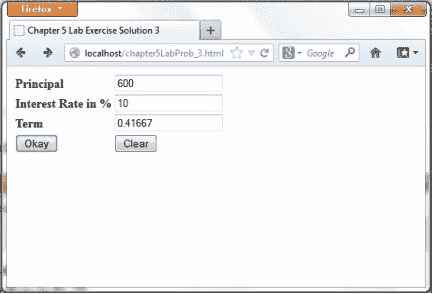 Firefox
Chapter 5 Lab Exercise Solution 3
localhost/chapter5LabProb_3.html
Google
Principal 600
Interest Rate in % 10
Term 0.41667
Okay Clear